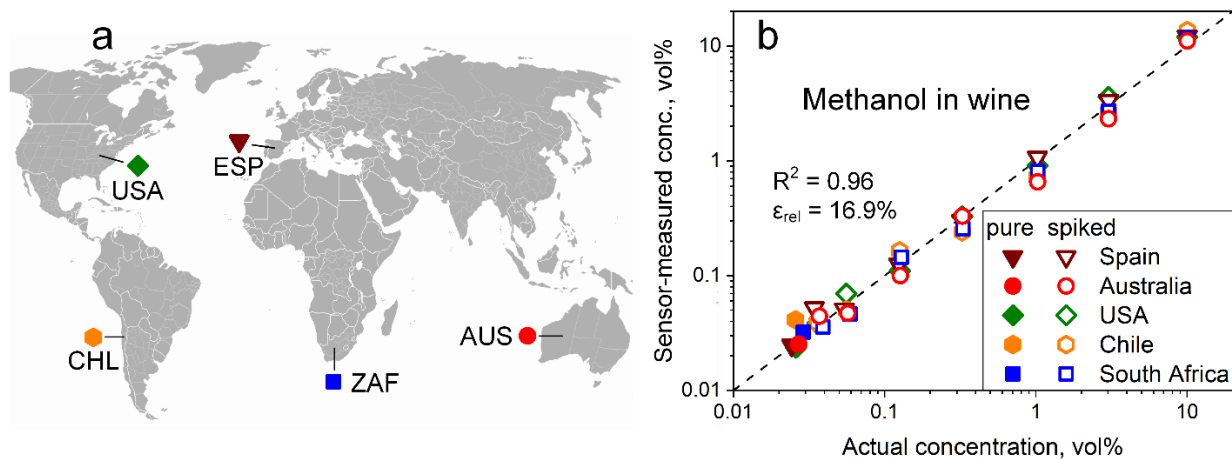 a
USA
ESP
CHL
ZAF
AUS
b
Methanol in wine
R² = 0.96
εrel = 16.9%
pure spiked
Spain
Australia
USA
Chile
South Africa
Sensor-measured conc., vol%
10
1
0.1
0.01
0.01 0.1 1 10
Actual concentration, vol%